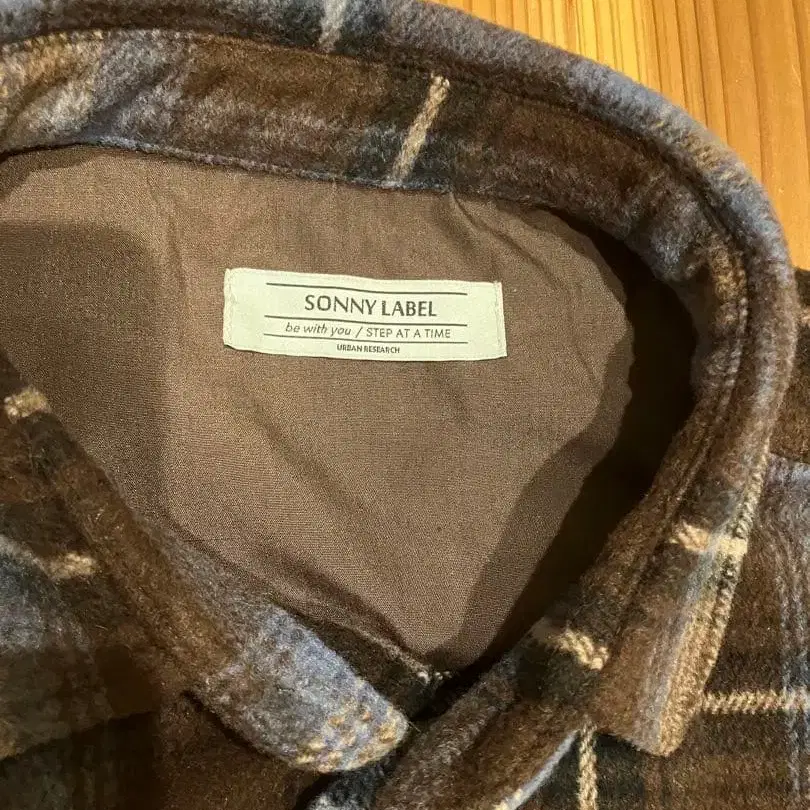 SONNY LABEL
be with you / STEP AT A TIME
URBAN RESEARCH